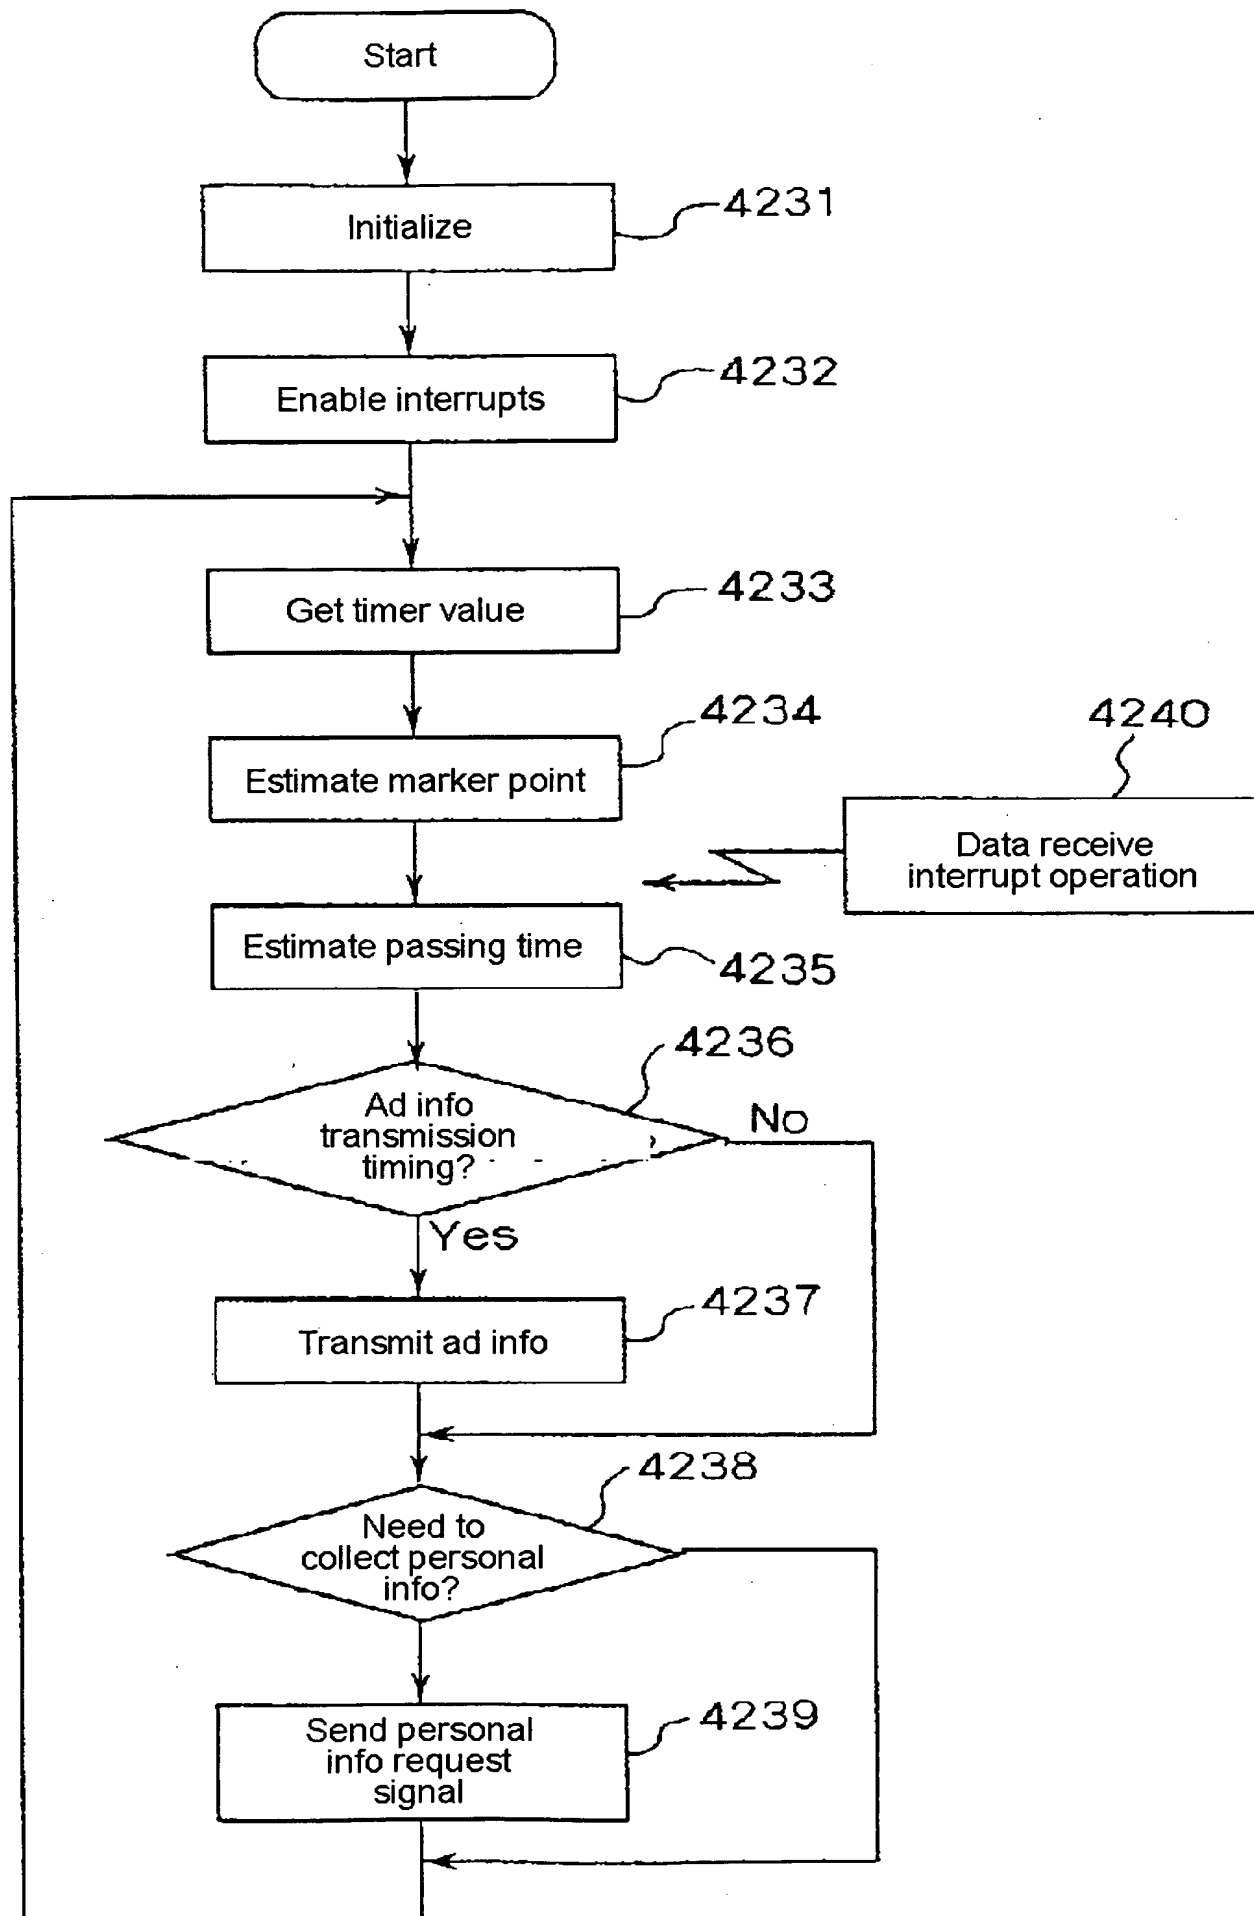 Start
Initialize
4231
Enable interrupts
4232
Get timer value
4233
Estimate marker point
4234
4240
Data receive
interrupt operation
Estimate passing time
4235
4236
Ad info
transmission
timing?
No
Yes
Transmit ad info
4237
4238
Need to
collect personal
info?
Send personal
info request
signal
4239